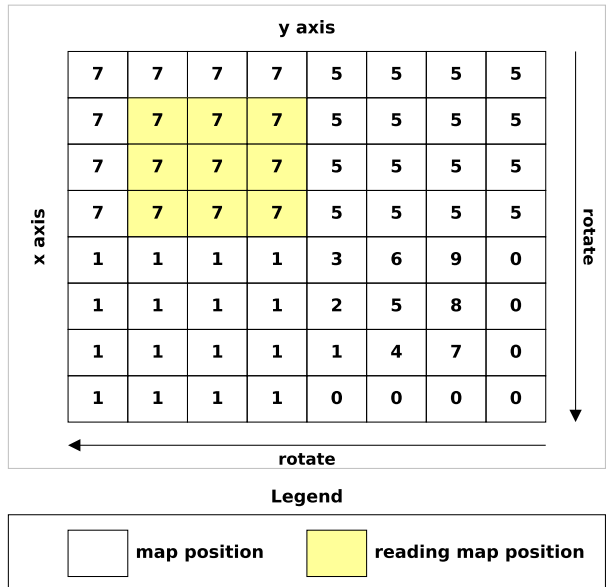 y axis
7 7 7 7 5 5 5 5
7 7 7 7 5 5 5 5
7 7 7 7 5 5 5 5
7 7 7 7 5 5 5 5
x axis
rotate
1 1 1 1 3 6 9 0
1 1 1 1 2 5 8 0
1 1 1 1 1 4 7 0
1 1 1 1 0 0 0 0
rotate
Legend
map position
reading map position